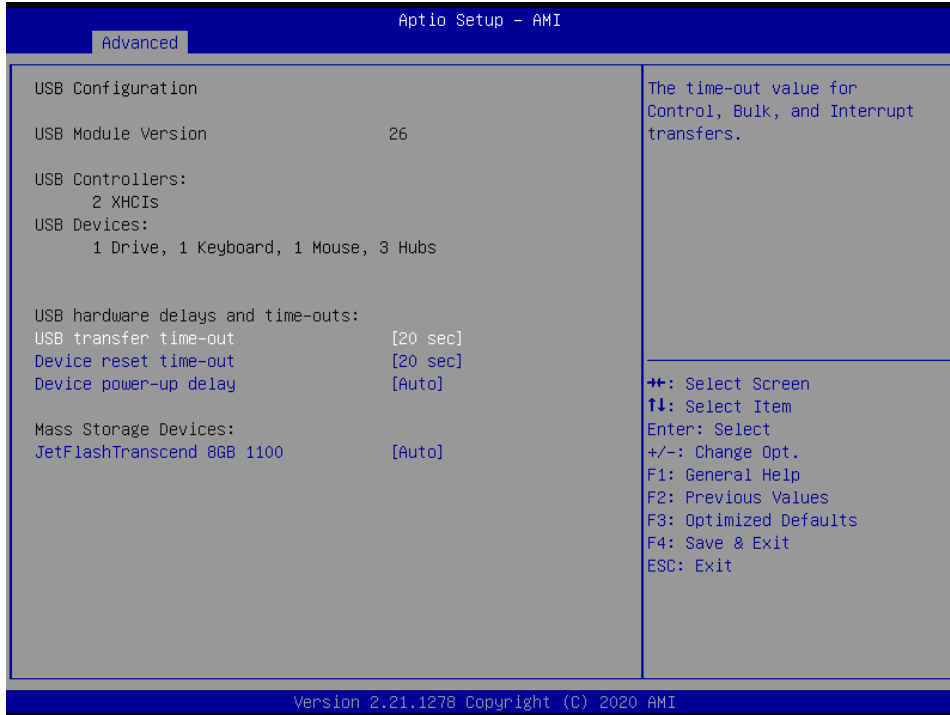 Aptio Setup - AMI
Advanced
USB Configuration
USB Module Version 26
USB Controllers:
2 XHCIs
USB Devices:
1 Drive, 1 Keyboard, 1 Mouse, 3 Hubs
USB hardware delays and time-outs:
USB transfer time-out [20 sec]
Device reset time-out [20 sec]
Device power-up delay [Auto]
Mass Storage Devices:
JetFlashTranscend 8GB 1100 [Auto]
The time-out value for
Control, Bulk, and Interrupt
transfers.
→←: Select Screen
↑↓: Select Item
Enter: Select
+/-: Change Opt.
F1: General Help
F2: Previous Values
F3: Optimized Defaults
F4: Save & Exit
ESC: Exit
Version 2.21.1278 Copyright (C) 2020 AMI